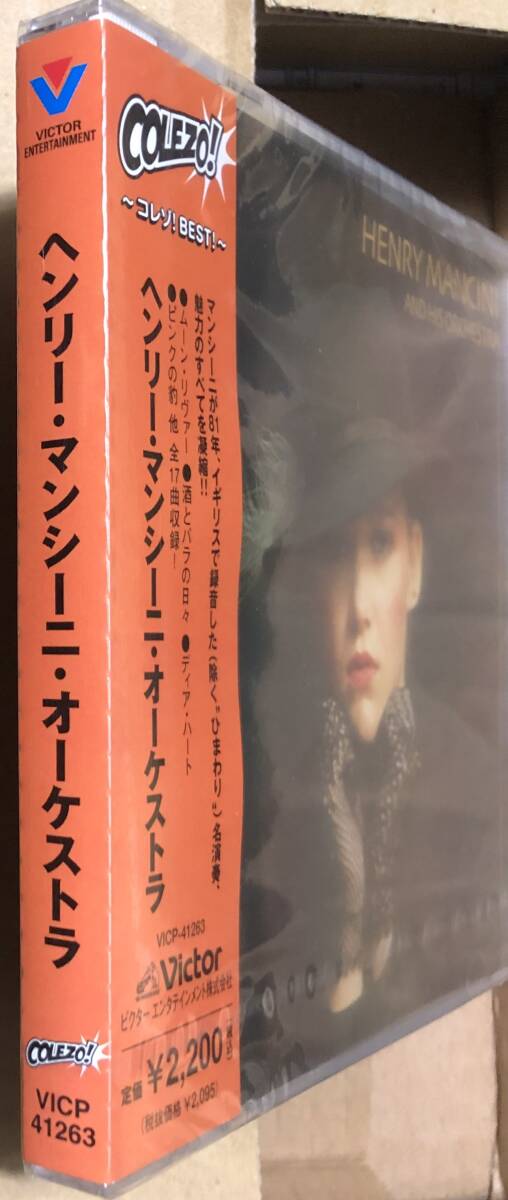 VICTOR
ENTERTAINMENT
ヘンリー・マンシーニ・オーケストラ
COLEZO!
VICP
41263
COLEZO!
～コレゾ!BEST!～
マンシーニが81年、イギリスで録音した(除く"ひまわり")名演奏、
魅力のすべてを凝縮!!
●ムーン・リヴァー ●酒とバラの日々 ●ディア・ハート
●ピンクの豹 他 全17曲収録!
ヘンリー・マンシーニ・オーケストラ
VICP-41263
Victor
ビクターエンタテインメント株式会社
定価 ¥2,200 (税込)
(税抜価格 ¥2,095)
HENRY MANCINI
AND HIS ORCHESTRA